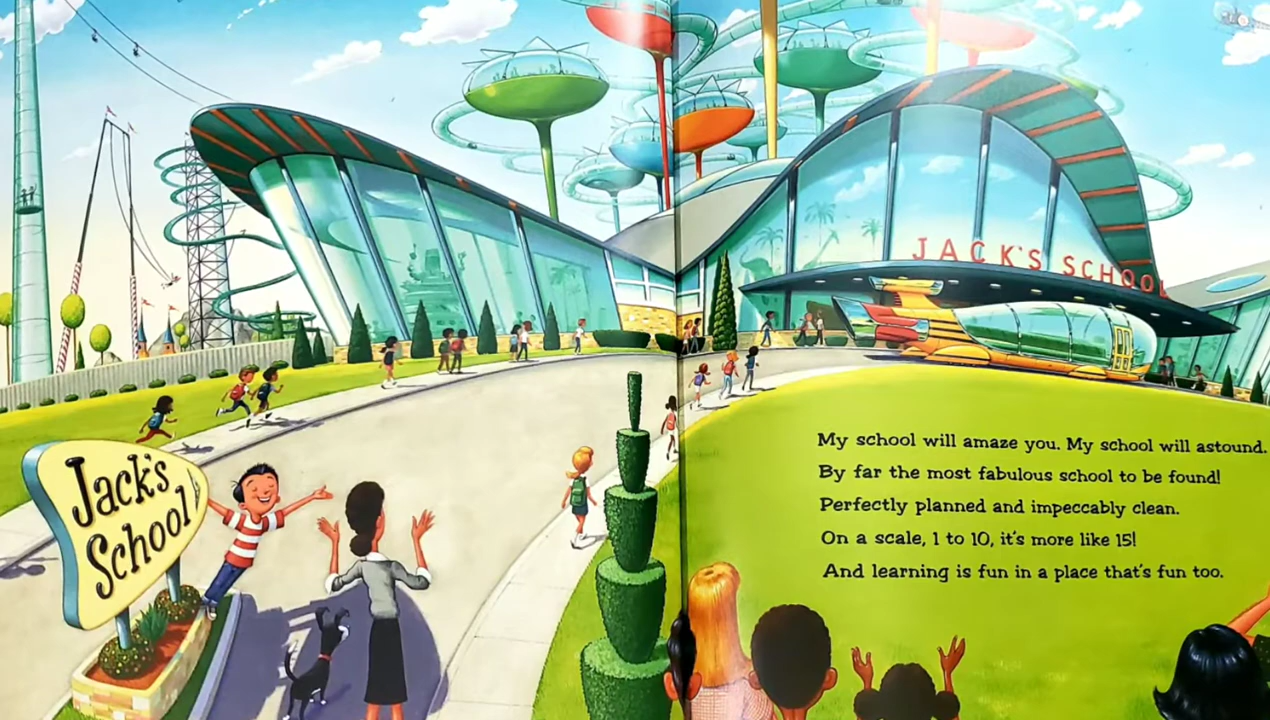 Jack's
School
JACK'S SCHOOL
My school will amaze you. My school will astound.
By far the most fabulous school to be found!
Perfectly planned and impeccably clean.
On a scale, 1 to 10, it's more like 15!
And learning is fun in a place that's fun too.